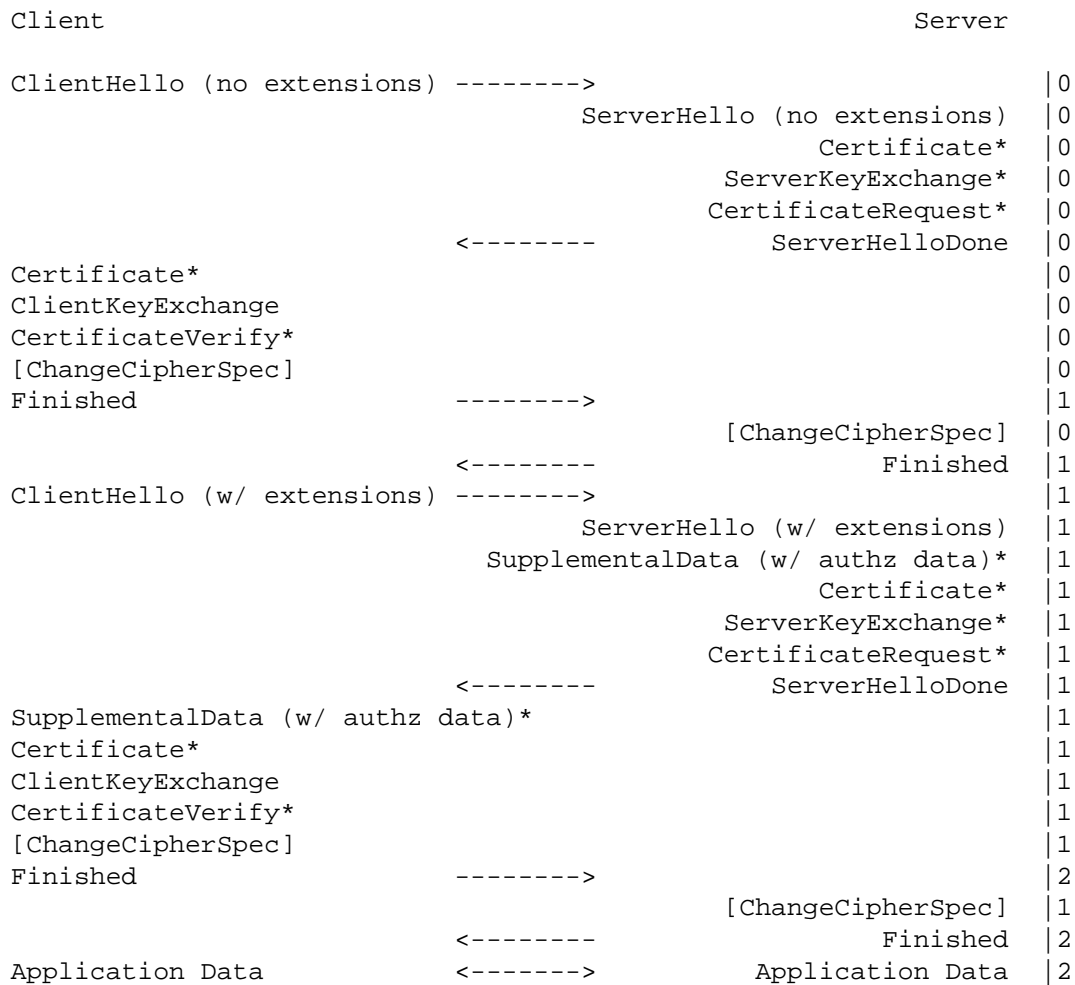 Client                                                    Server

ClientHello (no extensions) -------->                             |0
                                    ServerHello (no extensions)  |0
                                                   Certificate*  |0
                                             ServerKeyExchange*  |0
                                            CertificateRequest*  |0
                            <--------           ServerHelloDone  |0
Certificate*                                                     |0
ClientKeyExchange                                                |0
CertificateVerify*                                               |0
[ChangeCipherSpec]                                               |0
Finished                    -------->                            |1
                                             [ChangeCipherSpec]  |0
                            <--------                  Finished  |1
ClientHello (w/ extensions) -------->                            |1
                                    ServerHello (w/ extensions)  |1
                              SupplementalData (w/ authz data)*  |1
                                                   Certificate*  |1
                                             ServerKeyExchange*  |1
                                            CertificateRequest*  |1
                            <--------           ServerHelloDone  |1
SupplementalData (w/ authz data)*                                |1
Certificate*                                                     |1
ClientKeyExchange                                                |1
CertificateVerify*                                               |1
[ChangeCipherSpec]                                               |1
Finished                    -------->                            |2
                                             [ChangeCipherSpec]  |1
                            <--------                  Finished  |2
Application Data            <------->          Application Data  |2